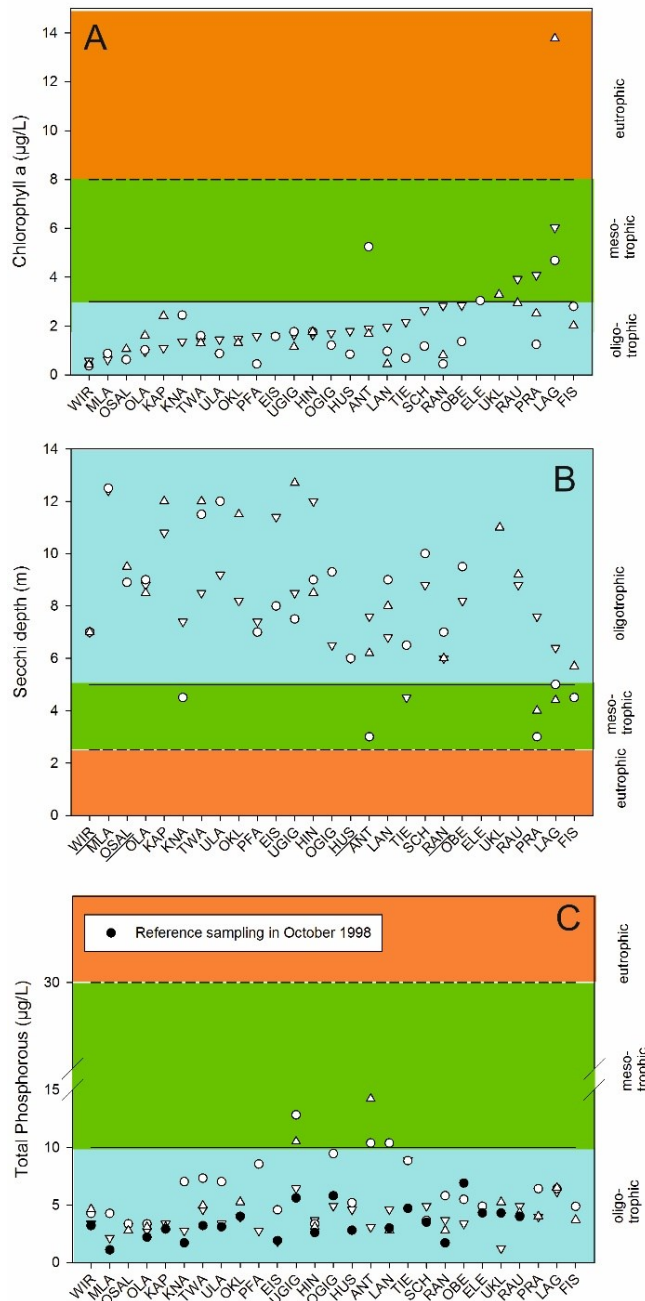 A
Chlorophyll a (µg/L)
14
12
10
8
6
4
2
0
eutrophic
meso-
trophic
oligo-
trophic
WIR MLA OSAL OLA KAP KNA TWA ULA OKL PFA EIS UGIG HIN OGIG HUS ANT LAN TIE SCH RAN OBE ELE UKL RAU PRA LAG FIS
B
Secchi depth (m)
14
12
10
8
6
4
2
0
oligotrophic
meso-
trophic
eutrophic
WIR MLA OSAL OLA KAP KNA TWA ULA OKL PFA EIS UGIG HIN OGIG HUS ANT LAN TIE SCH RAN OBE ELE UKL RAU PRA LAG FIS
C
Reference sampling in October 1998
Total Phosphorous (µg/L)
30
15
10
5
0
eutrophic
meso-
trophic
oligo-
trophic
WIR MLA OSAL OLA KAP KNA TWA ULA OKL PFA EIS UGIG HIN OGIG HUS ANT LAN TIE SCH RAN OBE ELE UKL RAU PRA LAG FIS